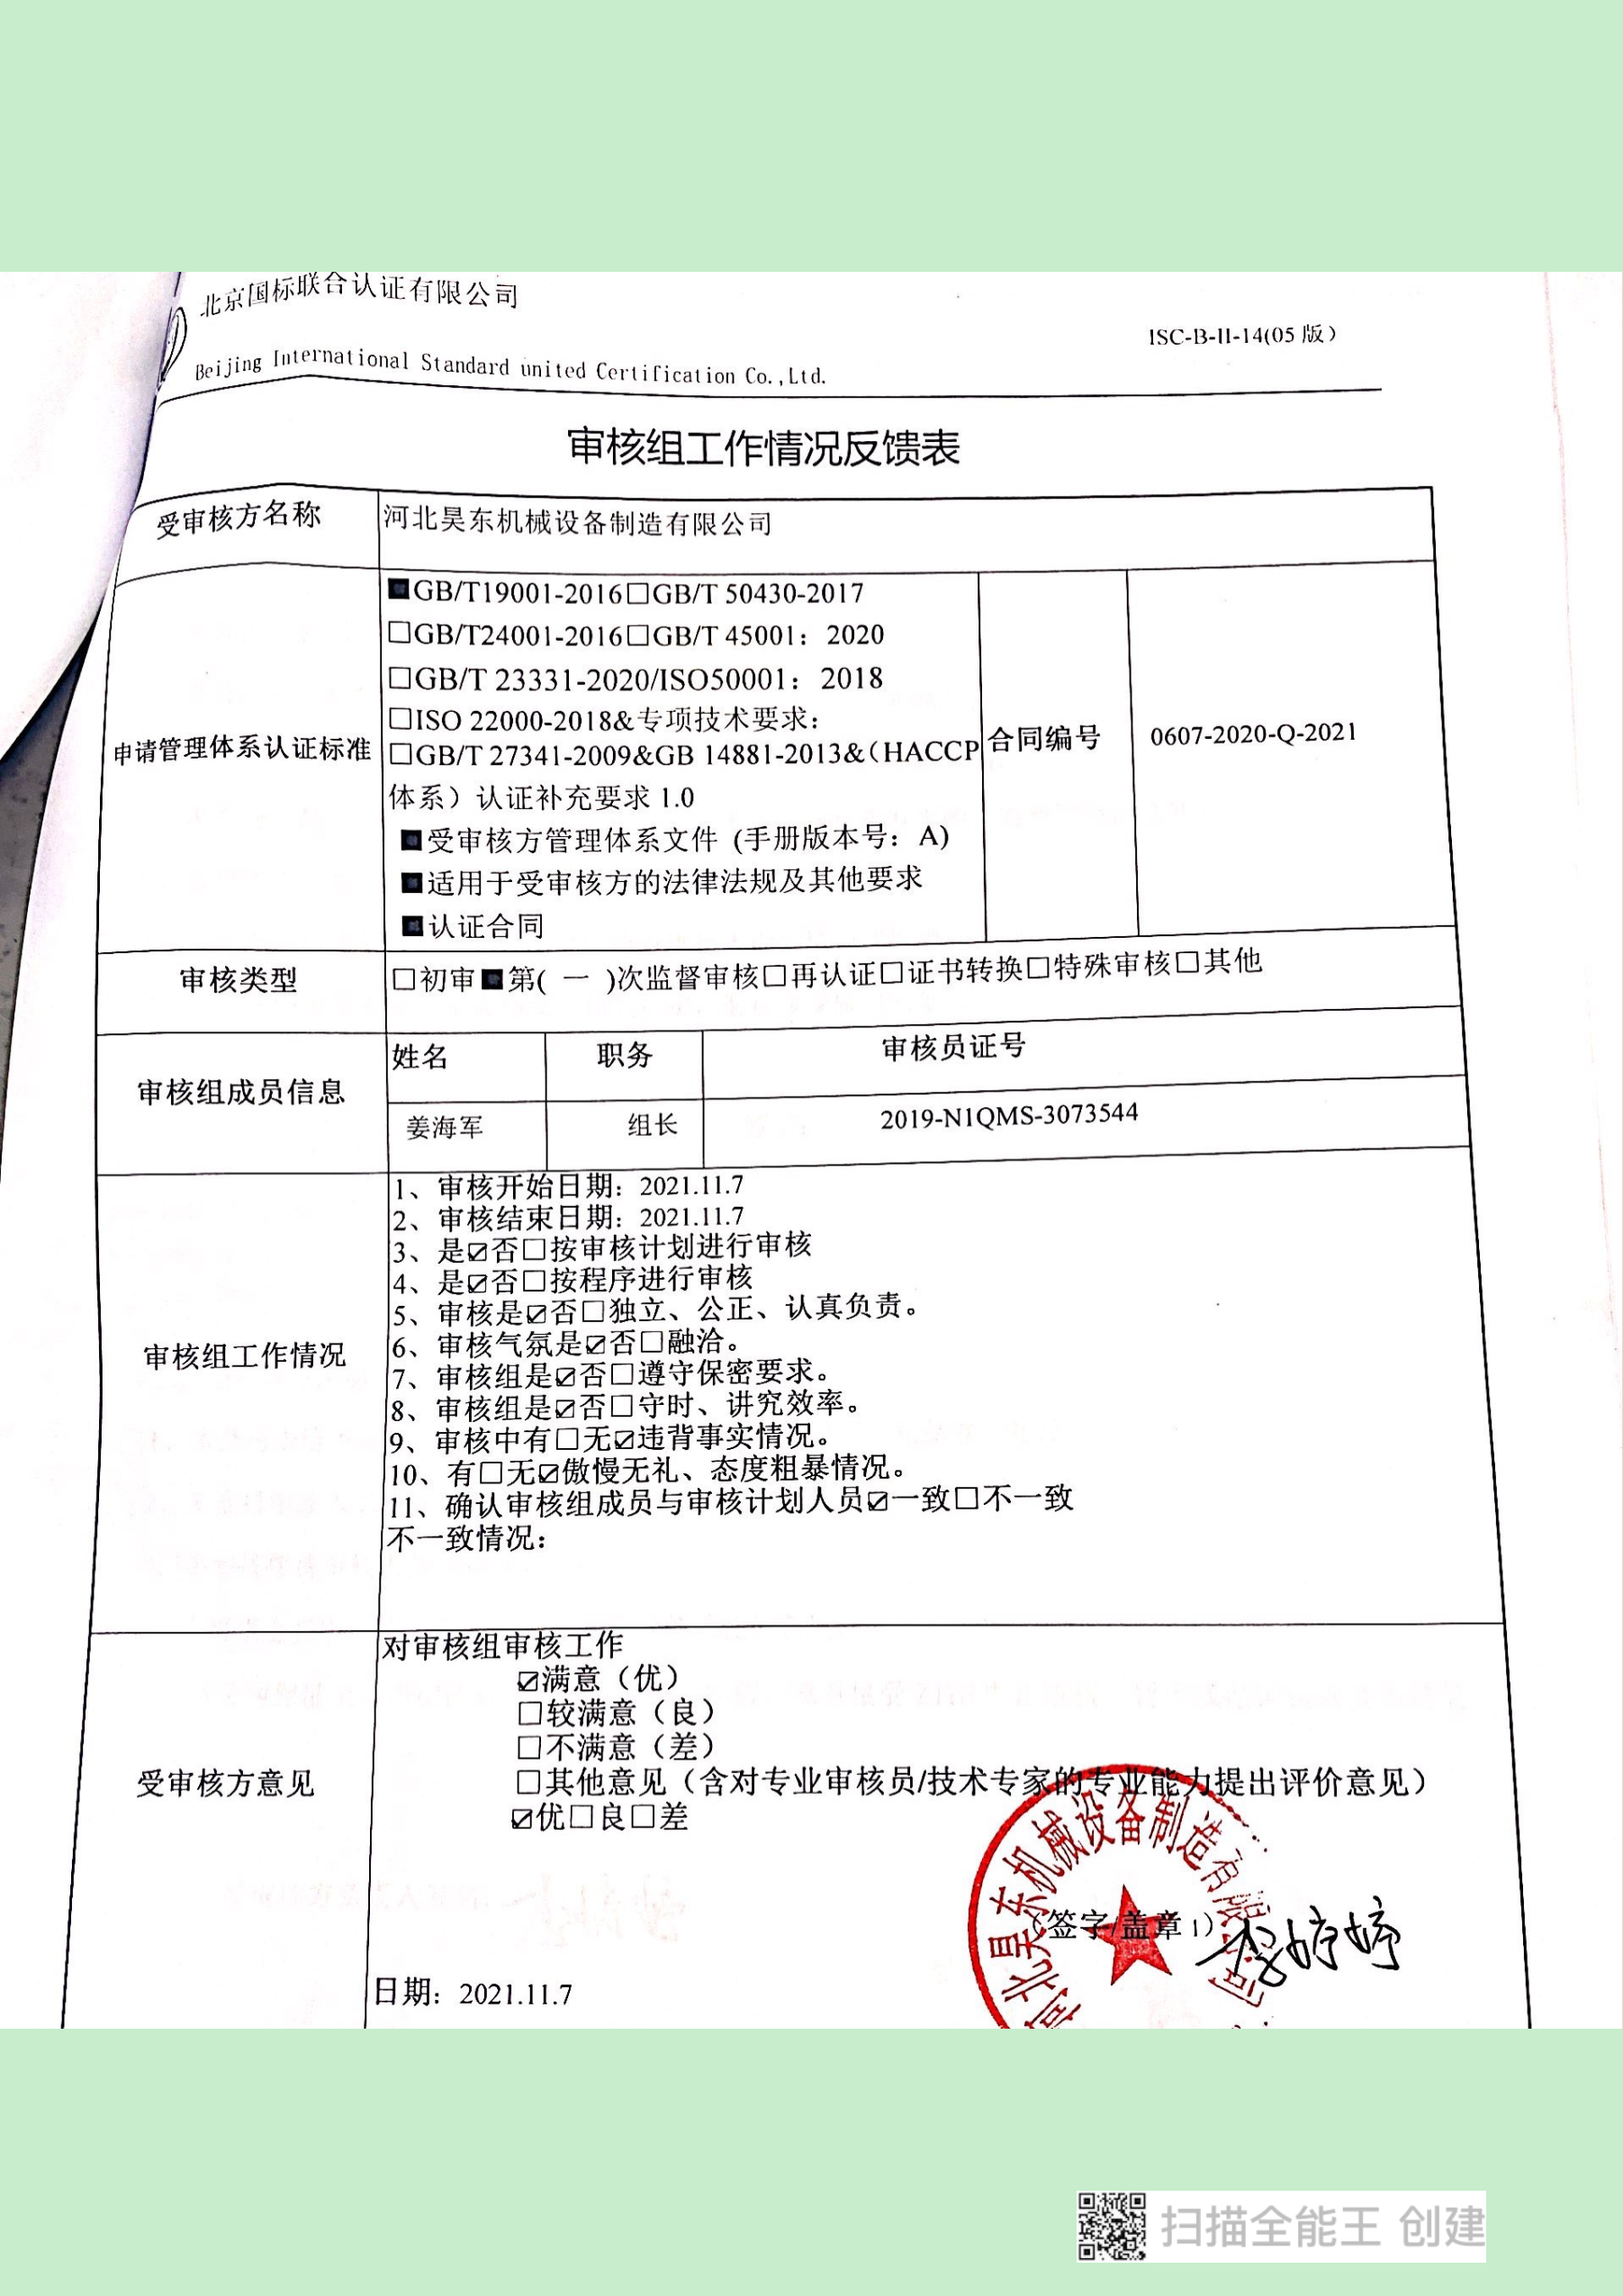 北京国标联合认证有限公司
Beijing International Standard united Certification Co.,Ltd.
ISC-B-II-14(05 版)
审核组工作情况反馈表
受审核方名称
河北昊东机械设备制造有限公司
申请管理体系认证标准
■GB/T19001-2016□GB/T 50430-2017
□GB/T24001-2016□GB/T 45001：2020
□GB/T 23331-2020/ISO50001：2018
□ISO 22000-2018&专项技术要求:
□GB/T 27341-2009&GB 14881-2013&（HACCP
体系）认证补充要求 1.0
■受审核方管理体系文件 (手册版本号：A)
■适用于受审核方的法律法规及其他要求
■认证合同
合同编号
0607-2020-Q-2021
审核类型
□初审■第( 一 )次监督审核□再认证□证书转换□特殊审核□其他
审核组成员信息
姓名 职务 审核员证号
姜海军 组长 2019-N1QMS-3073544
审核组工作情况
1、审核开始日期：2021.11.7
2、审核结束日期：2021.11.7
3、是☑否□按审核计划进行审核
4、是☑否□按程序进行审核
5、审核是☑否□独立、公正、认真负责。
6、审核气氛是☑否□融洽。
7、审核组是☑否□遵守保密要求。
8、审核组是☑否□守时、讲究效率。
9、审核中有□无☑违背事实情况。
10、有□无☑傲慢无礼、态度粗暴情况。
11、确认审核组成员与审核计划人员☑一致□不一致
不一致情况：
受审核方意见
对审核组审核工作
☑满意（优）
□较满意（良）
□不满意（差）
□其他意见（含对专业审核员/技术专家的专业能力提出评价意见）
☑优□良□差
河北昊东机械设备制造有限公司
（签字/盖章）
李婷婷
日期：2021.11.7
扫描全能王 创建